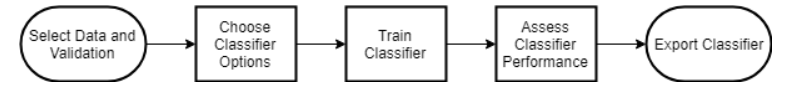 Select Data and
Validation
Choose
Classifier
Options
Train
Classifier
Assess
Classifier
Performance
Export Classifier